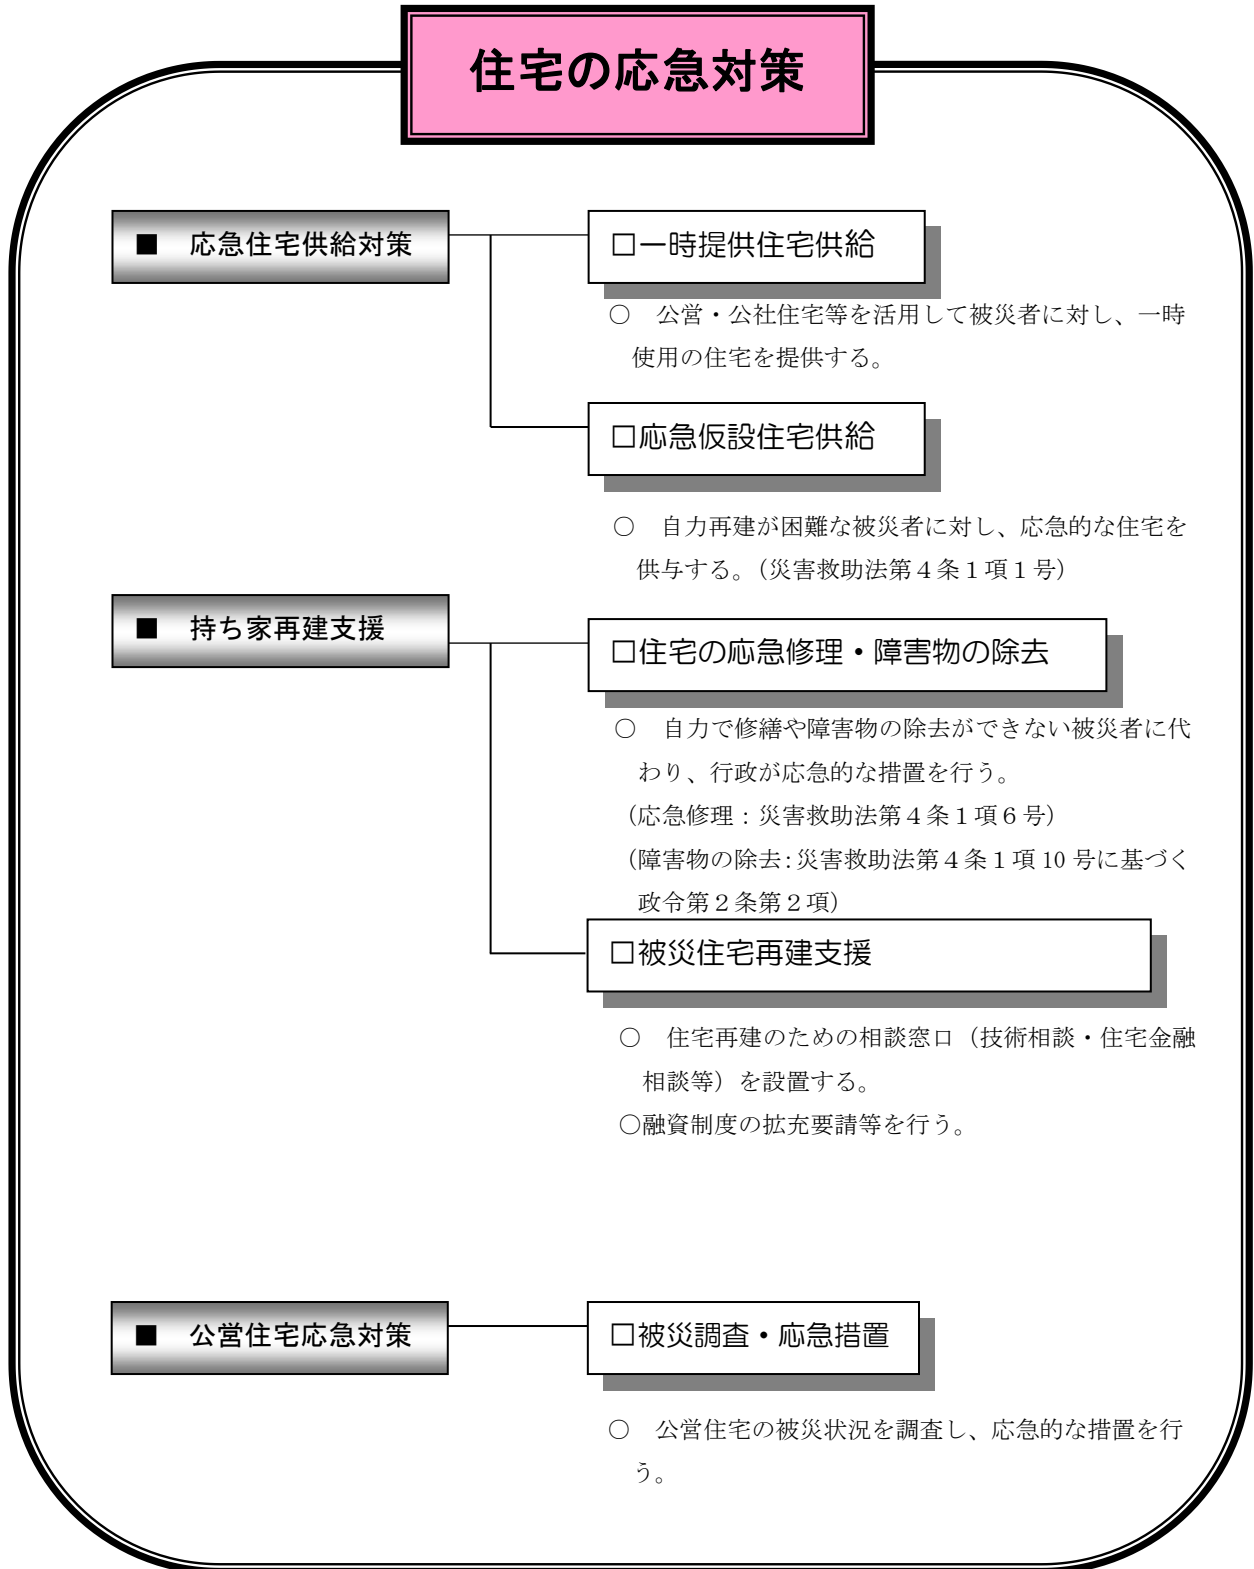 住宅の応急対策
■　応急住宅供給対策
□一時提供住宅供給
○　公営・公社住宅等を活用して被災者に対し、一時
使用の住宅を提供する。
□応急仮設住宅供給
○　自力再建が困難な被災者に対し、応急的な住宅を
供与する。（災害救助法第４条１項１号）
■　持ち家再建支援
□住宅の応急修理・障害物の除去
○　自力で修繕や障害物の除去ができない被災者に代
わり、行政が応急的な措置を行う。
（応急修理：災害救助法第４条１項６号）
（障害物の除去：災害救助法第４条１項 10 号に基づく
政令第２条第２項）
□被災住宅再建支援
○　住宅再建のための相談窓口（技術相談・住宅金融
相談等）を設置する。
○融資制度の拡充要請等を行う。
■　公営住宅応急対策
□被災調査・応急措置
○　公営住宅の被災状況を調査し、応急的な措置を行
う。